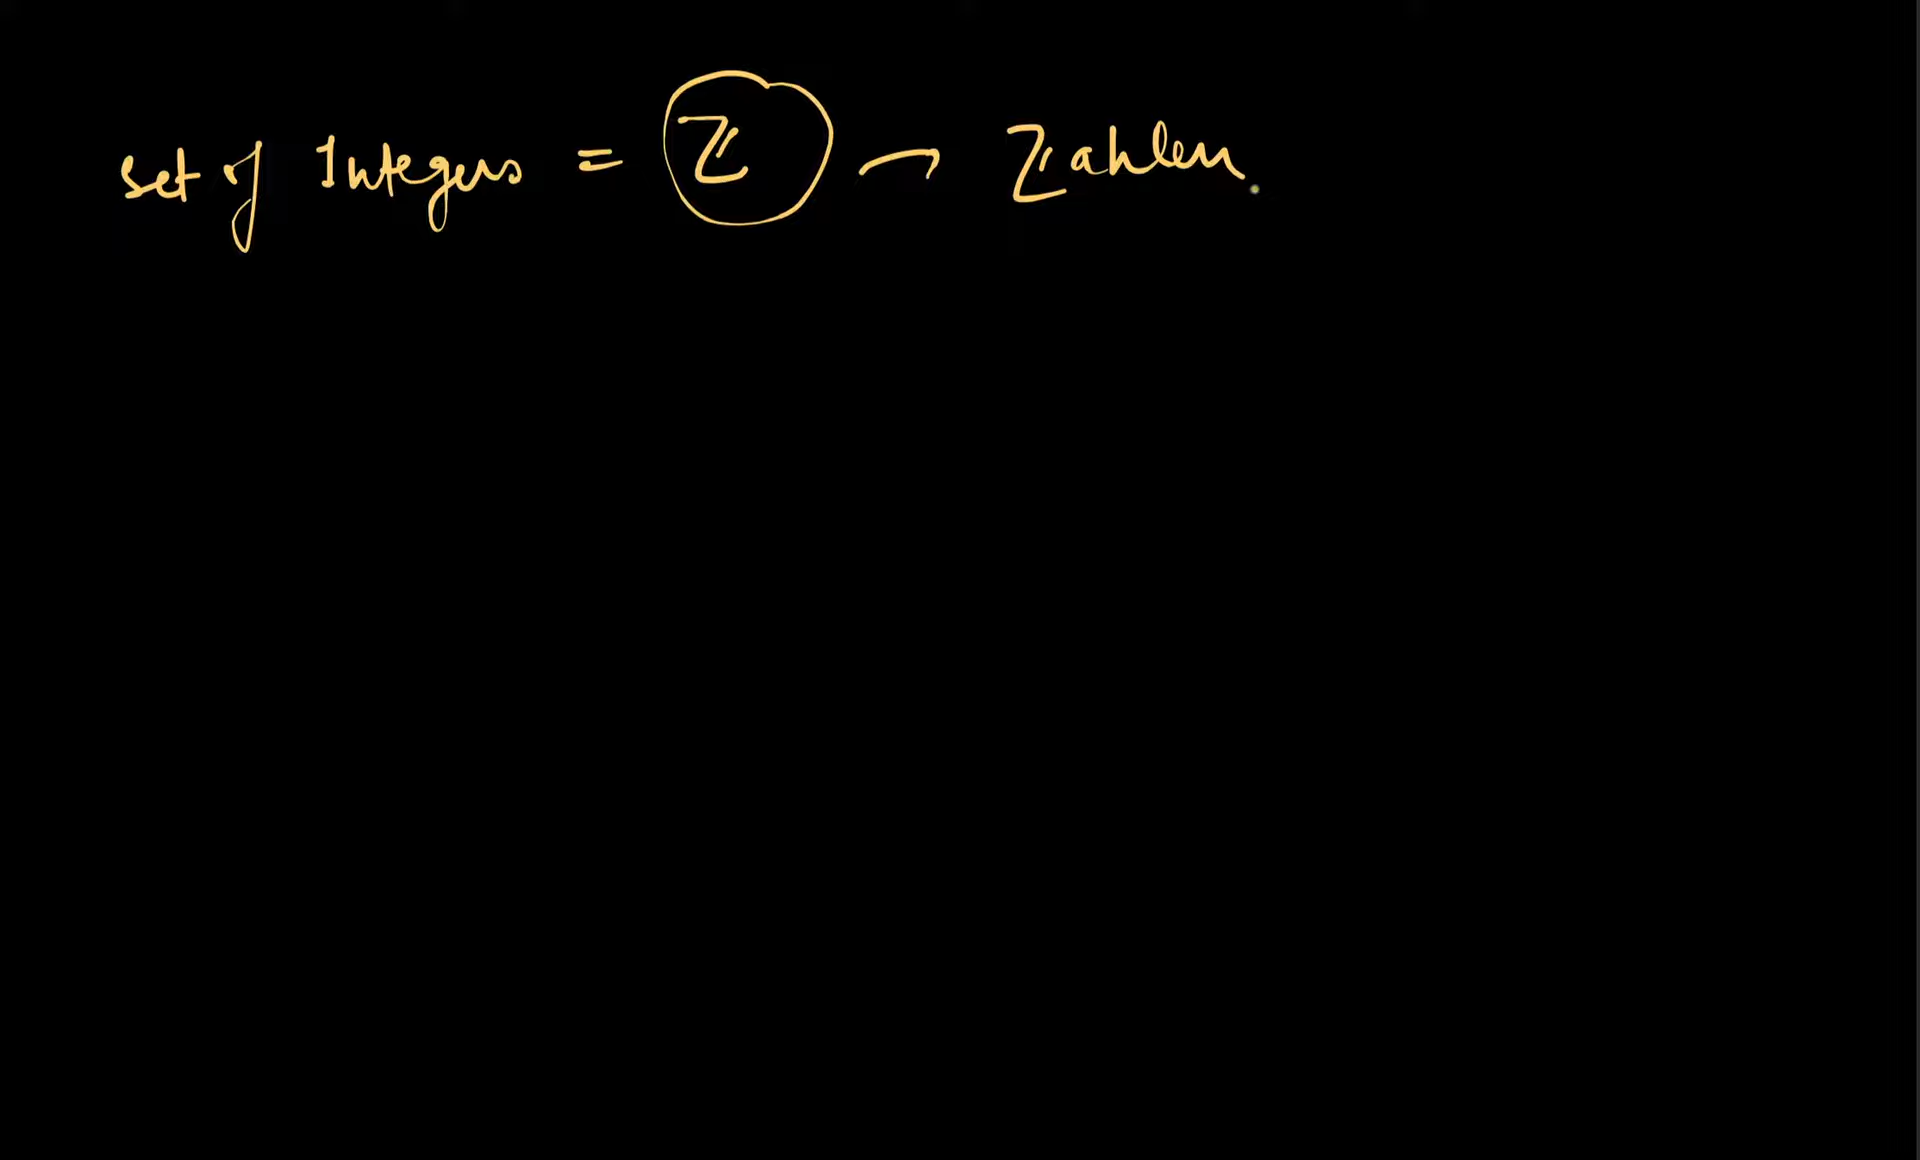 set of Integers = ℤ → Zahlen